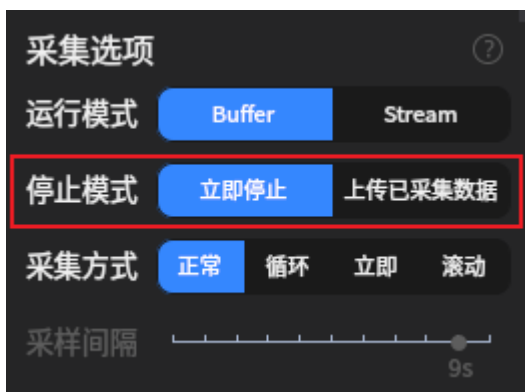 采集选项 ?
运行模式 Buffer Stream
停止模式 立即停止 上传已采集数据
采集方式 正常 循环 立即 滚动
采样间隔
9s